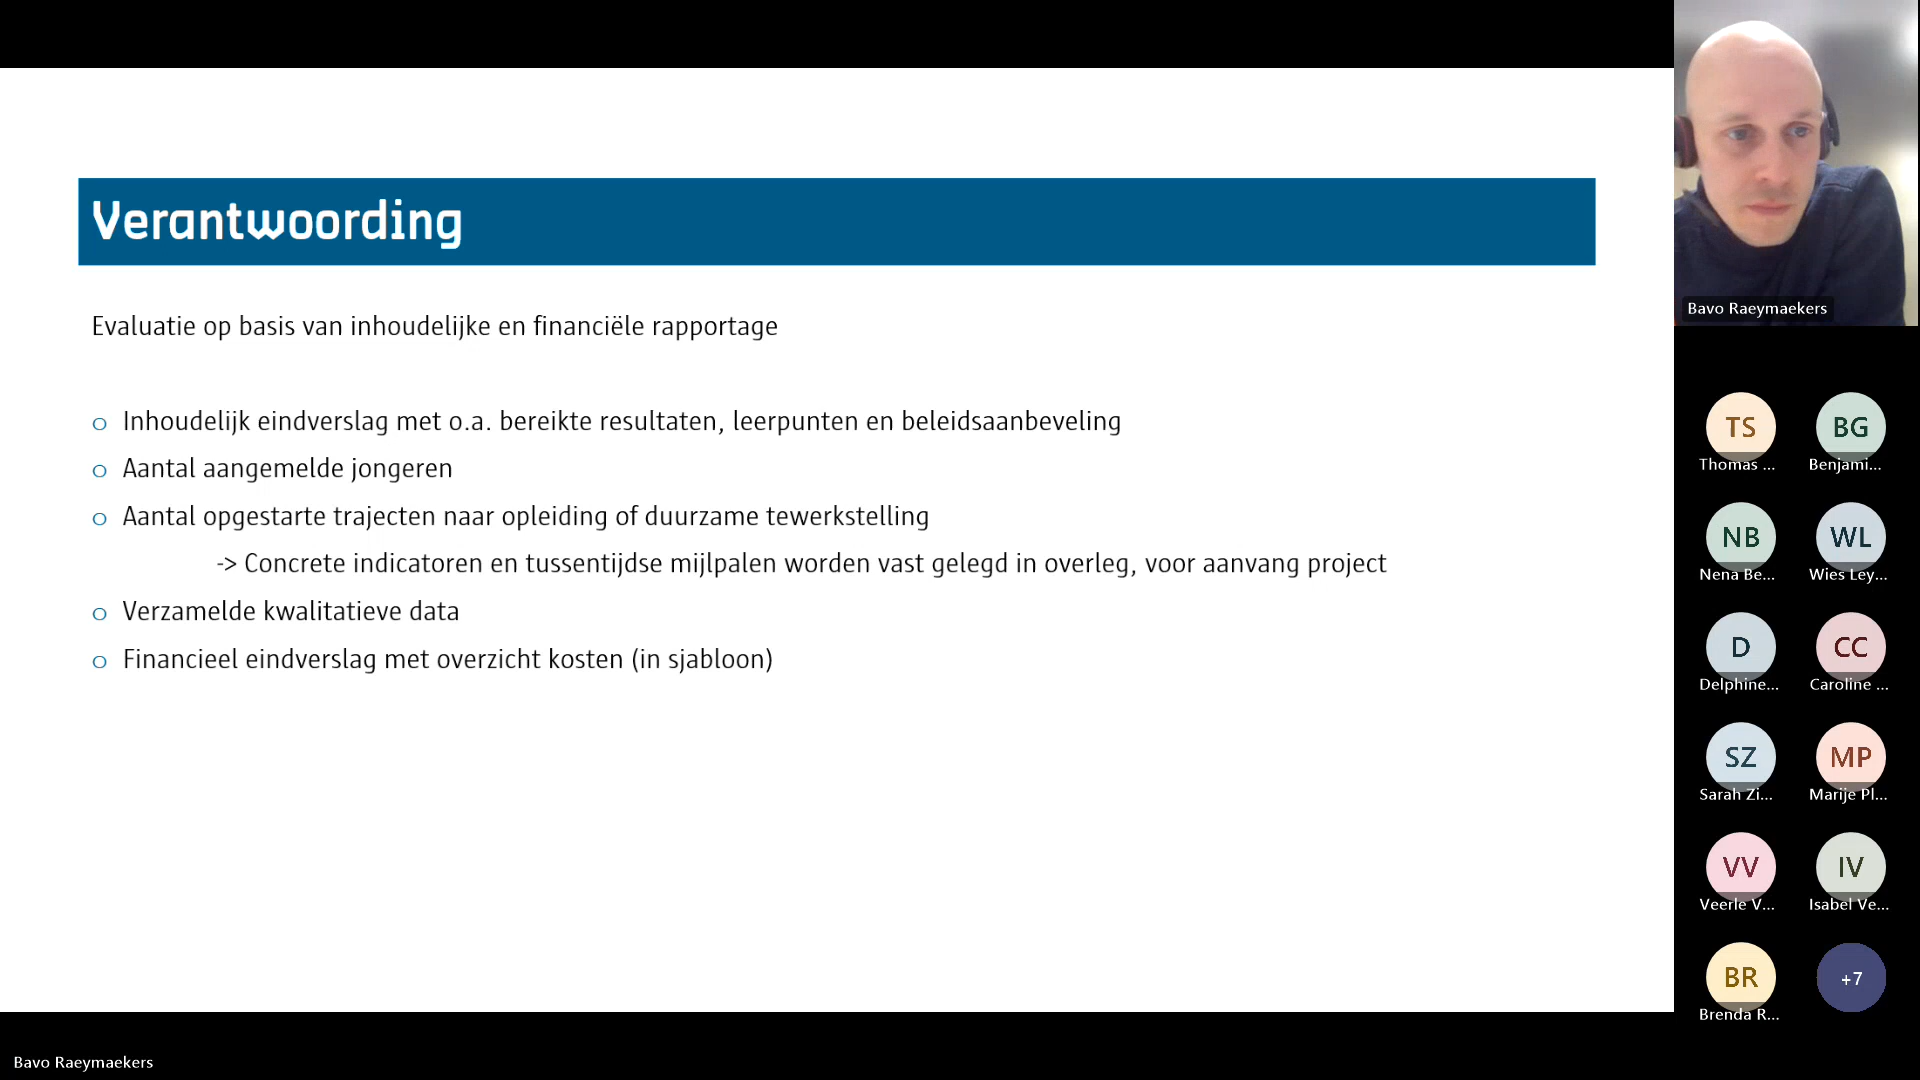 Verantwoording
Evaluatie op basis van inhoudelijke en financiële rapportage
o Inhoudelijk eindverslag met o.a. bereikte resultaten, leerpunten en beleidsaanbeveling
o Aantal aangemelde jongeren
o Aantal opgestarte trajecten naar opleiding of duurzame tewerkstelling
-> Concrete indicatoren en tussentijdse mijlpalen worden vast gelegd in overleg, voor aanvang project
o Verzamelde kwalitatieve data
o Financieel eindverslag met overzicht kosten (in sjabloon)
Bavo Raeymaekers
TS BG
Thomas ... Benjami...
NB WL
Nena Be... Wies Ley...
D CC
Delphine... Caroline ...
SZ MP
Sarah Zi... Marije Pl...
VV IV
Veerle V... Isabel Ve...
BR +7
Brenda R...
Bavo Raeymaekers